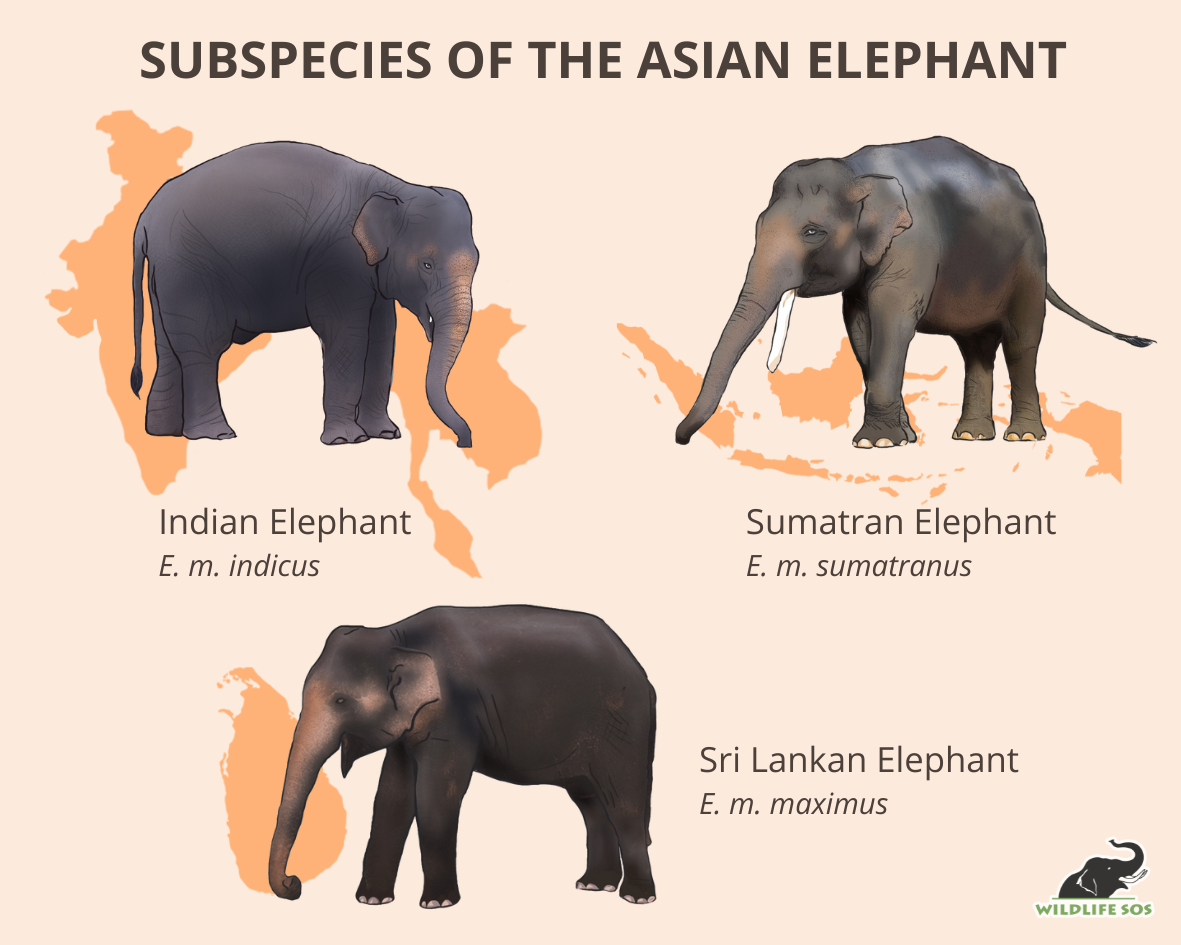 SUBSPECIES OF THE ASIAN ELEPHANT
Indian Elephant
E. m. indicus
Sumatran Elephant
E. m. sumatranus
Sri Lankan Elephant
E. m. maximus
WILDLIFE SOS